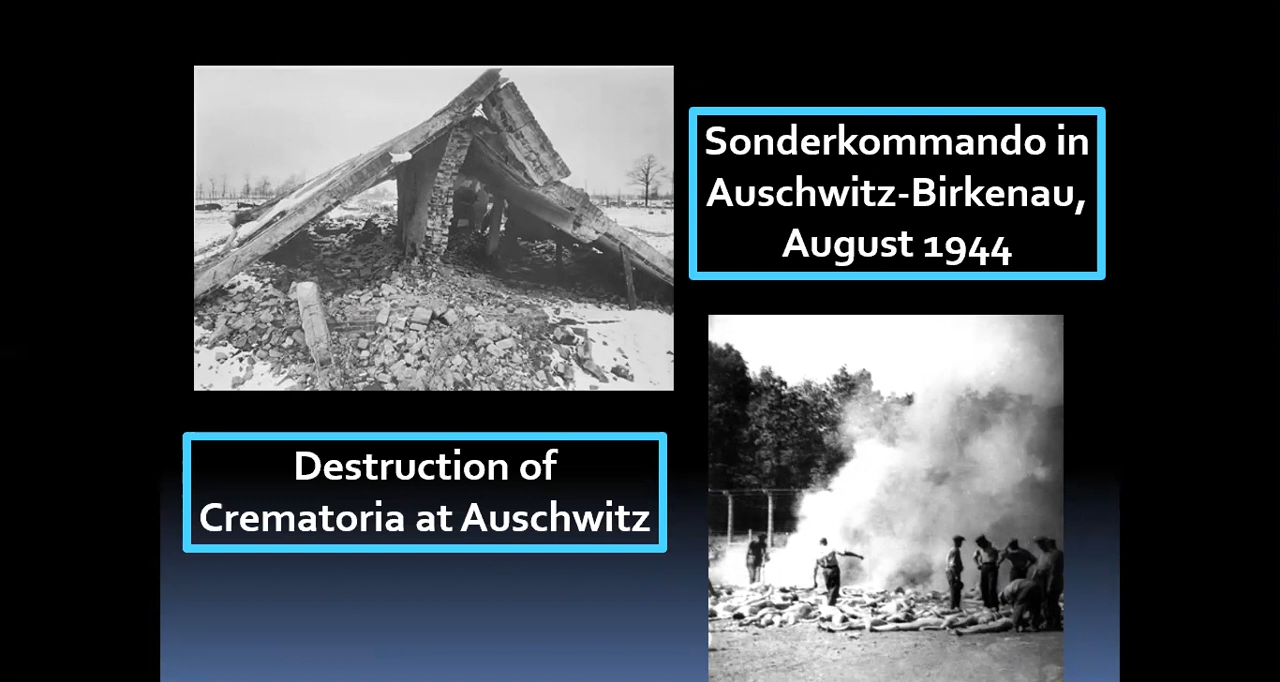 Sonderkommando in
Auschwitz-Birkenau,
August 1944
Destruction of
Crematoria at Auschwitz